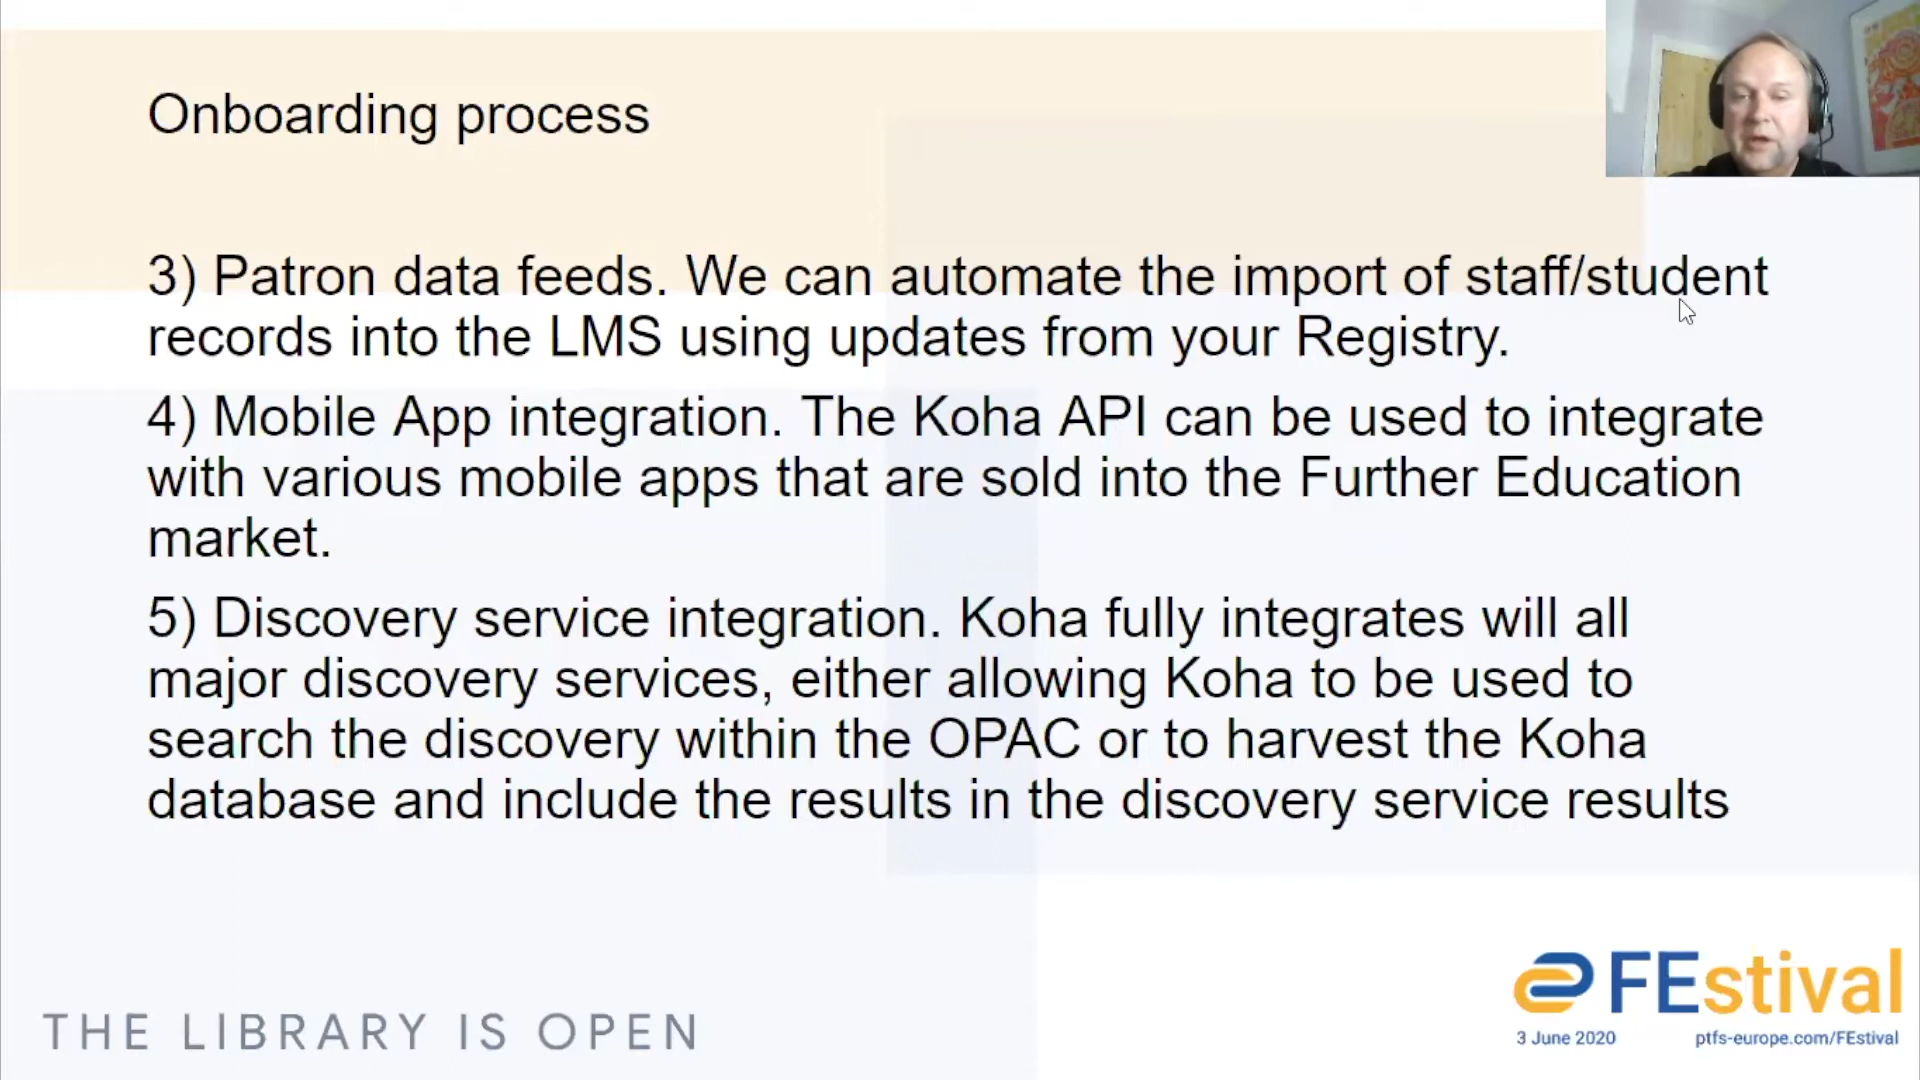 Onboarding process
3) Patron data feeds. We can automate the import of staff/student
records into the LMS using updates from your Registry.
4) Mobile App integration. The Koha API can be used to integrate
with various mobile apps that are sold into the Further Education
market.
5) Discovery service integration. Koha fully integrates will all
major discovery services, either allowing Koha to be used to
search the discovery within the OPAC or to harvest the Koha
database and include the results in the discovery service results
THE LIBRARY IS OPEN
FEstival
3 June 2020 ptfs-europe.com/FEstival